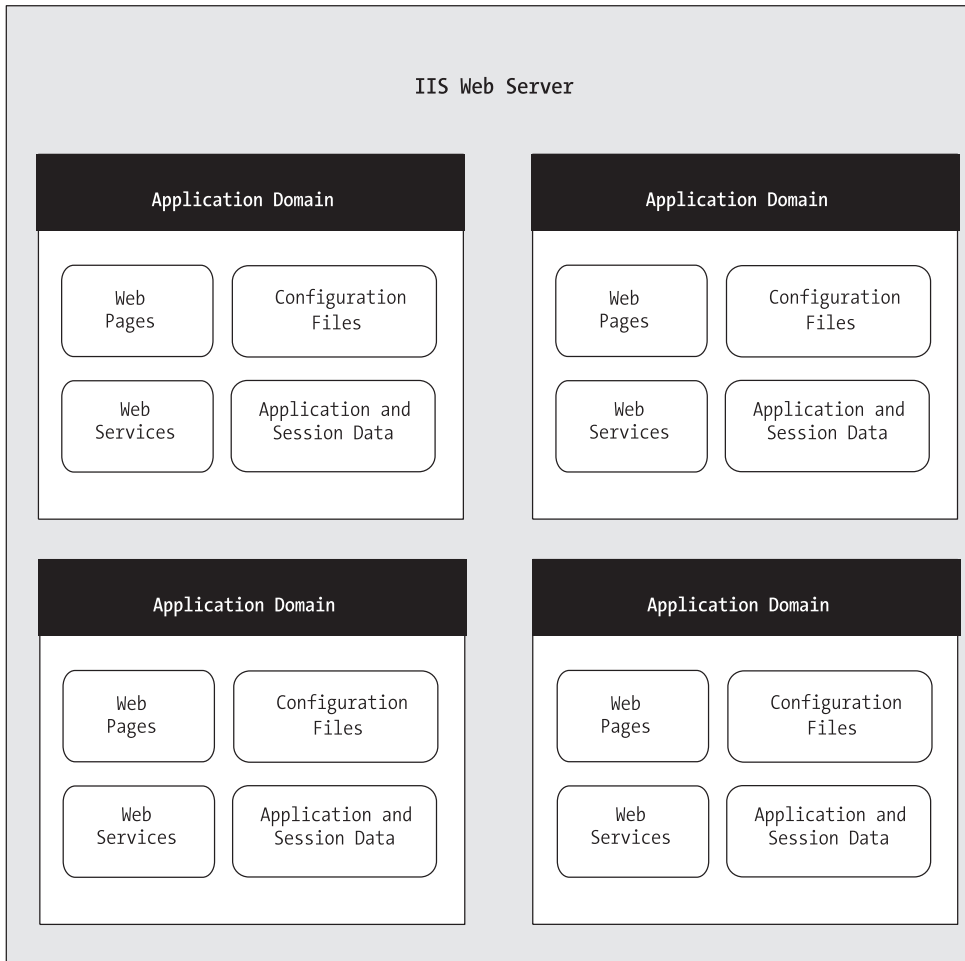 IIS Web Server
Application Domain
Web
Pages
Configuration
Files
Web
Services
Application and
Session Data
Application Domain
Web
Pages
Configuration
Files
Web
Services
Application and
Session Data
Application Domain
Web
Pages
Configuration
Files
Web
Services
Application and
Session Data
Application Domain
Web
Pages
Configuration
Files
Web
Services
Application and
Session Data